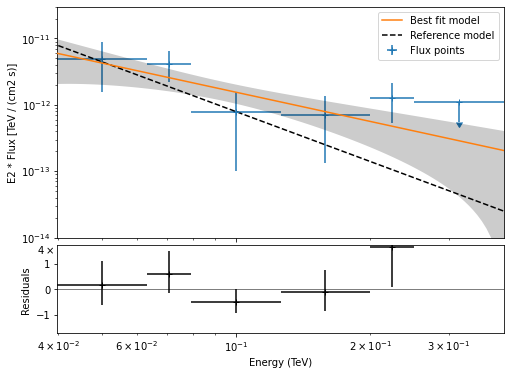 Best fit model
Reference model
Flux points
E2 * Flux [TeV / (cm2 s)]
10⁻¹¹
10⁻¹²
10⁻¹³
10⁻¹⁴
4 ×
Residuals
1
0
−1
4 × 10⁻²
6 × 10⁻²
10⁻¹
2 × 10⁻¹
3 × 10⁻¹
Energy (TeV)